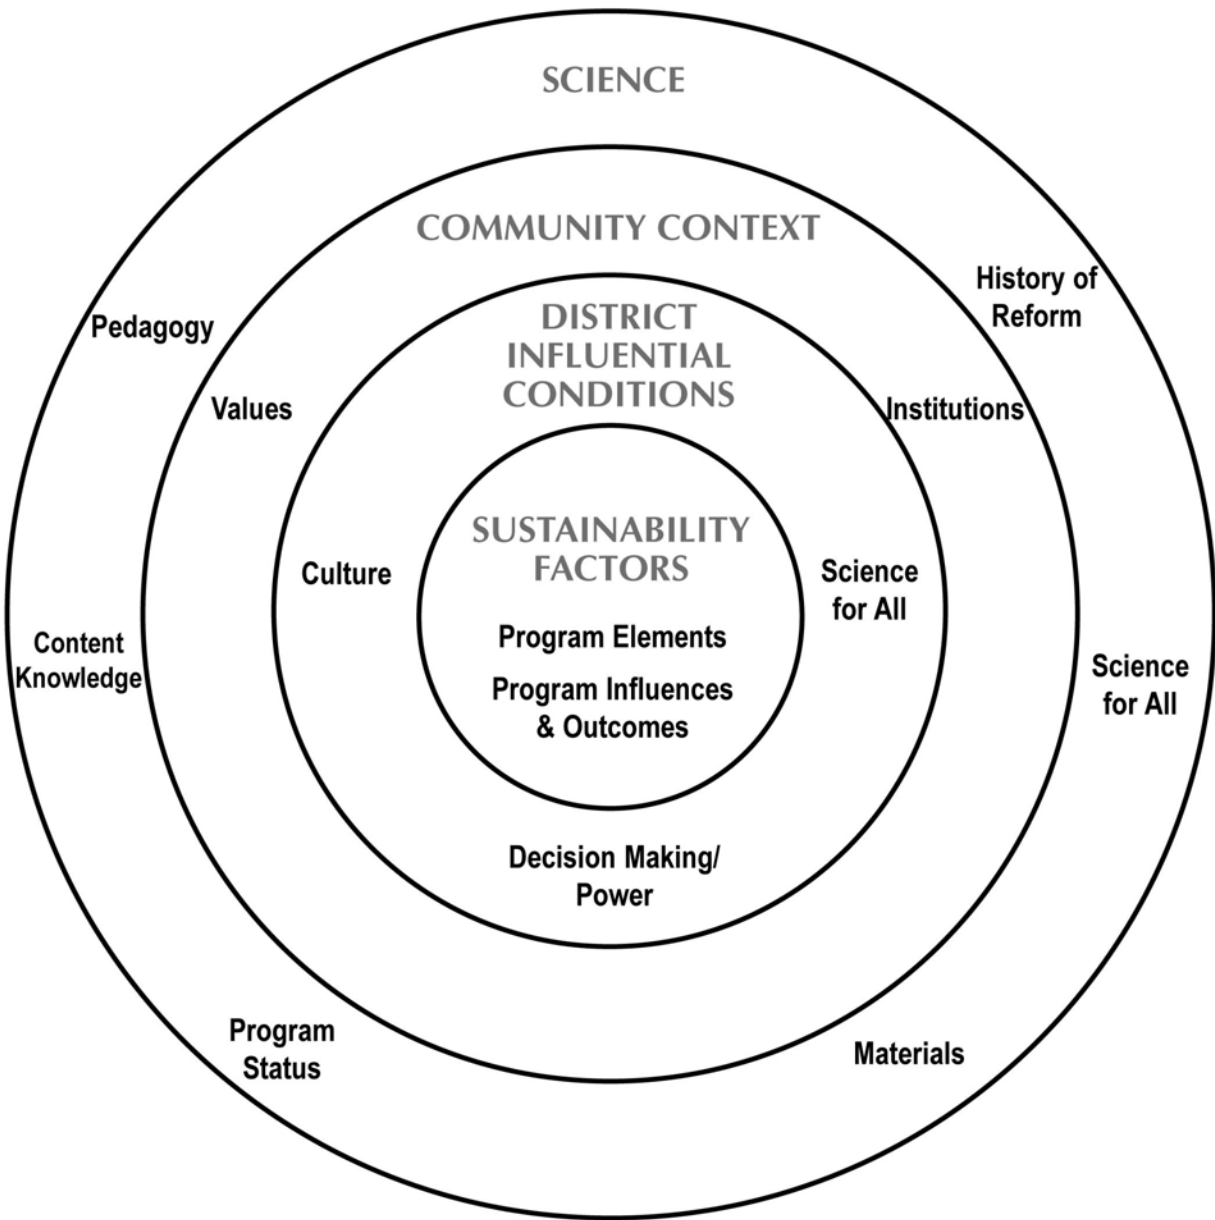 SCIENCE
COMMUNITY CONTEXT
History of
Reform
DISTRICT
INFLUENTIAL
CONDITIONS
Pedagogy
Values
Institutions
SUSTAINABILITY
FACTORS
Culture
Science
for All
Program Elements
Content
Knowledge
Program Influences
& Outcomes
Science
for All
Decision Making/
Power
Program
Status
Materials